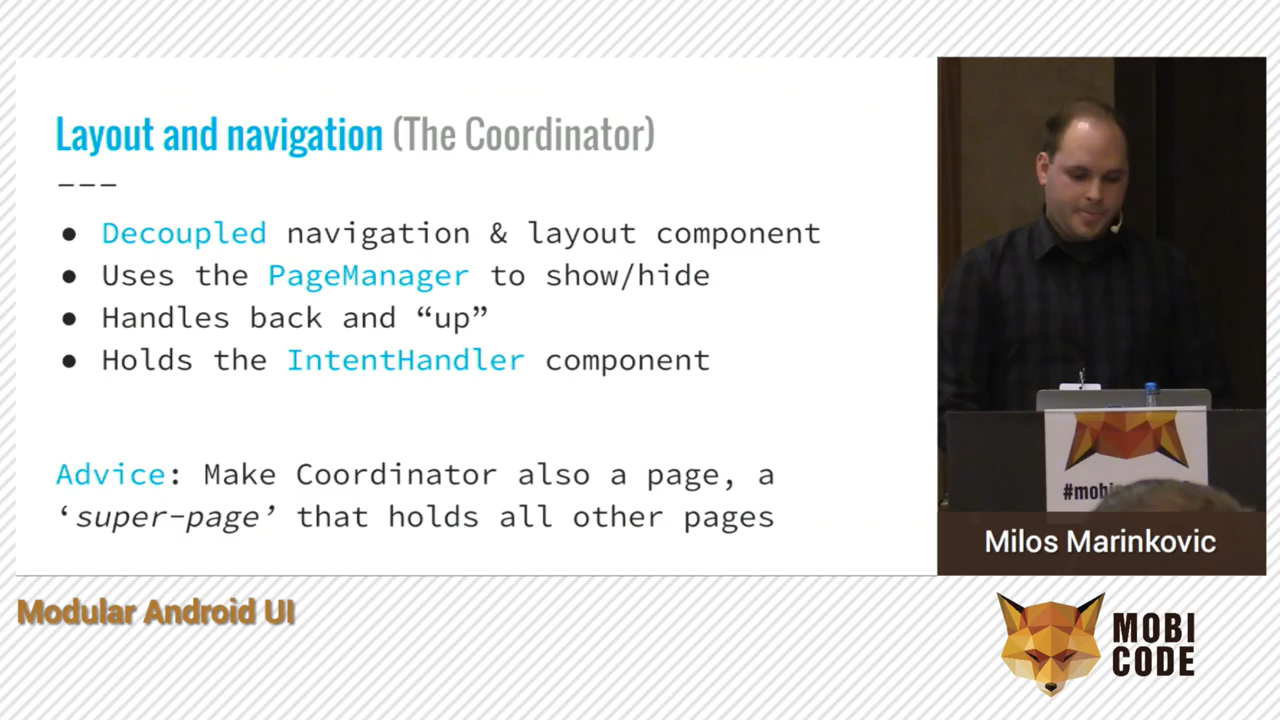 Layout and navigation (The Coordinator)
---
● Decoupled navigation & layout component
● Uses the PageManager to show/hide
● Handles back and “up”
● Holds the IntentHandler component
Advice: Make Coordinator also a page, a
‘super-page’ that holds all other pages
Milos Marinkovic
Modular Android UI
MOBI
CODE